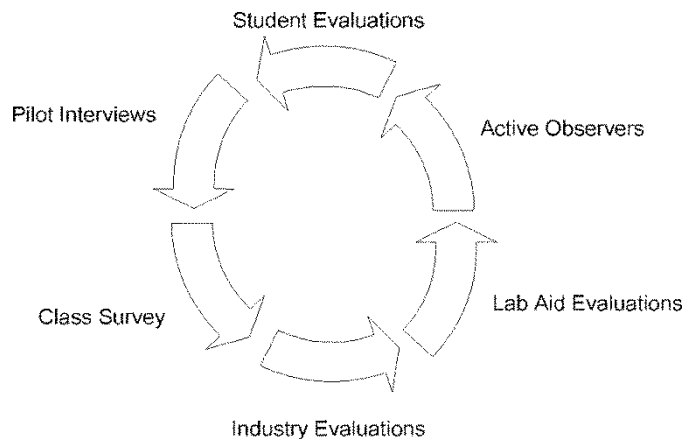 Student Evaluations
Pilot Interviews
Active Observers
Class Survey
Lab Aid Evaluations
Industry Evaluations